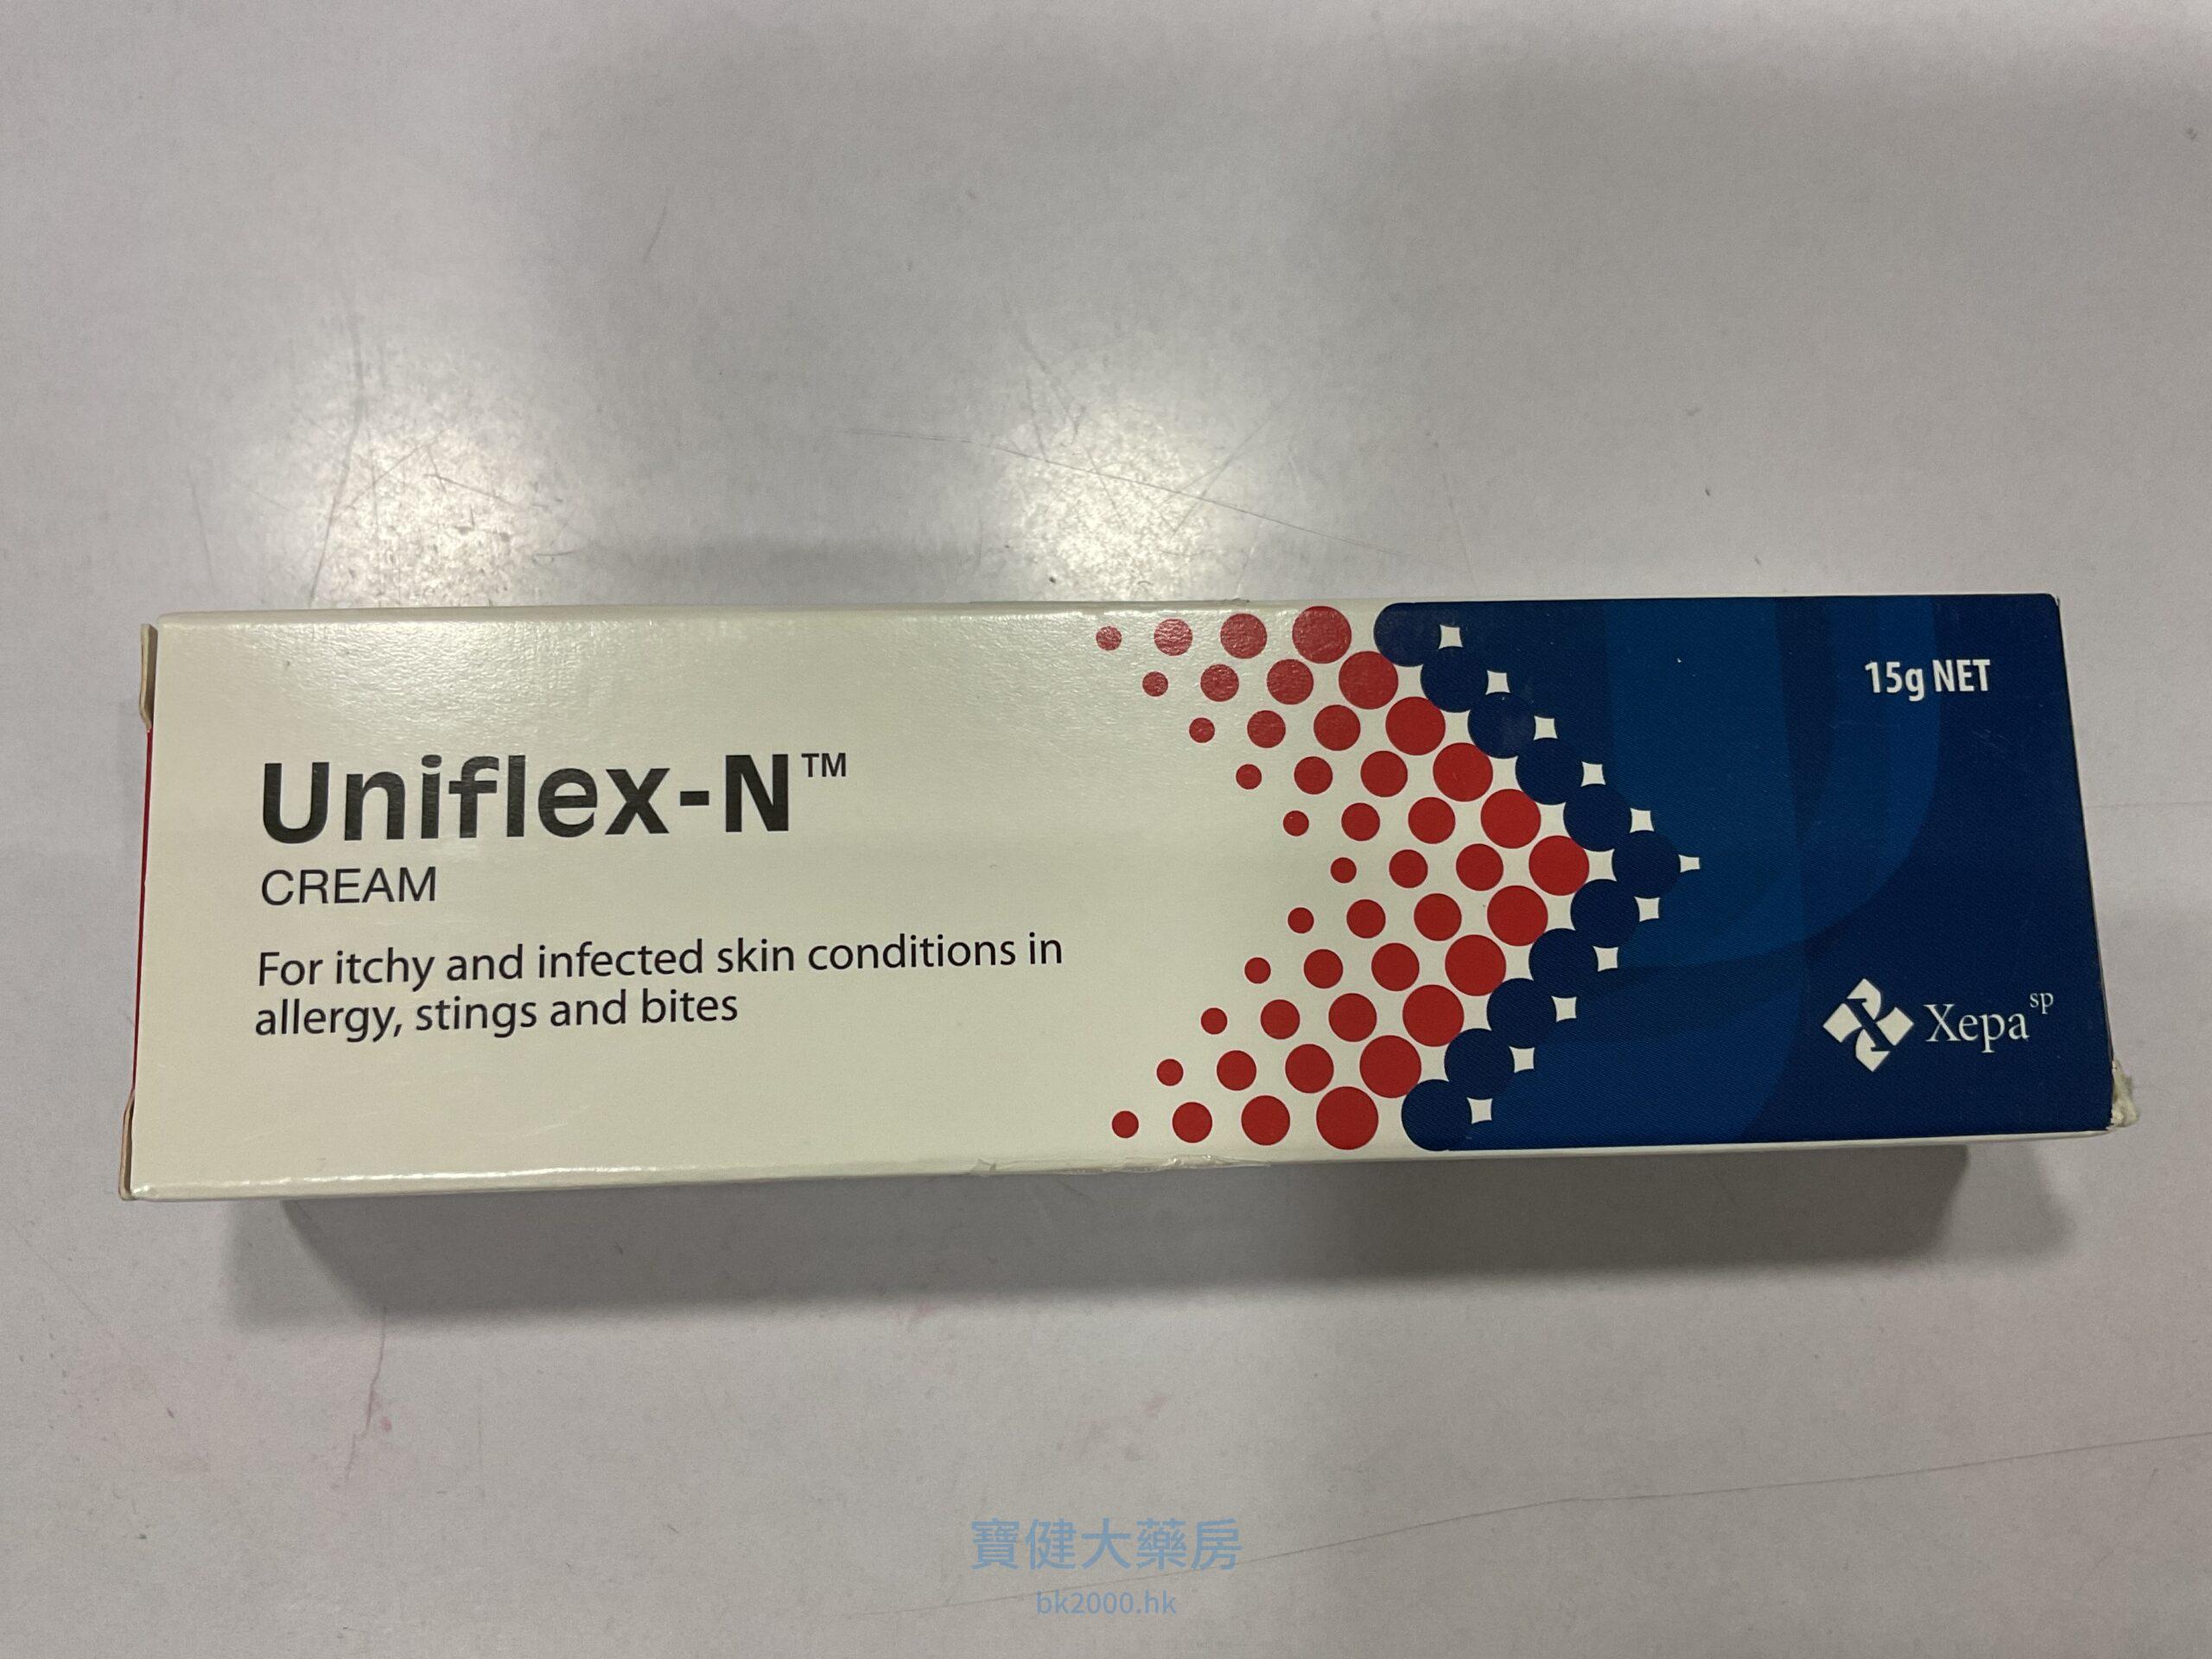 15g NET
Uniflex-N™
CREAM
For itchy and infected skin conditions in
allergy, stings and bites
Xepa sp
寶健大藥房
bk2000.hk